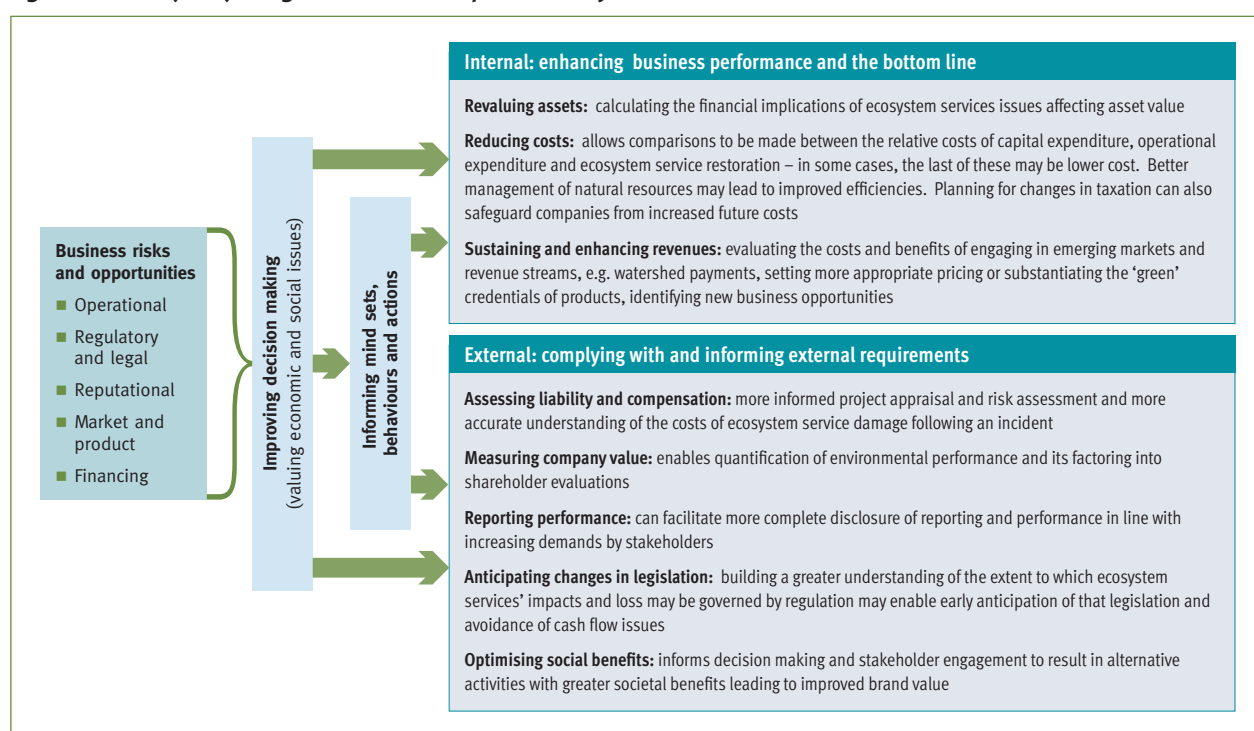 Business risks
and opportunities
Operational
Regulatory
and legal
Reputational
Market and
product
Financing
Improving decision making
(valuing economic and social issues)
Informing mind sets,
behaviours and actions
Internal: enhancing  business performance and the bottom line
Revaluing assets:  calculating the financial implications of ecosystem services issues affecting asset value
Reducing costs:  allows comparisons to be made between the relative costs of capital expenditure, operational
expenditure and ecosystem service restoration – in some cases, the last of these may be lower cost.  Better
management of natural resources may lead to improved efficiencies.  Planning for changes in taxation can also
safeguard companies from increased future costs
Sustaining and enhancing revenues: evaluating the costs and benefits of engaging in emerging markets and
revenue streams, e.g. watershed payments, setting more appropriate pricing or substantiating the ‘green’
credentials of products, identifying new business opportunities
External: complying with and informing external requirements
Assessing liability and compensation: more informed project appraisal and risk assessment and more
accurate understanding of the costs of ecosystem service damage following an incident
Measuring company value: enables quantification of environmental performance and its factoring into
shareholder evaluations
Reporting performance: can facilitate more complete disclosure of reporting and performance in line with
increasing demands by stakeholders
Anticipating changes in legislation:  building a greater understanding of the extent to which ecosystem
services’ impacts and loss may be governed by regulation may enable early anticipation of that legislation and
avoidance of cash flow issues
Optimising social benefits: informs decision making and stakeholder engagement to result in alternative
activities with greater societal benefits leading to improved brand value